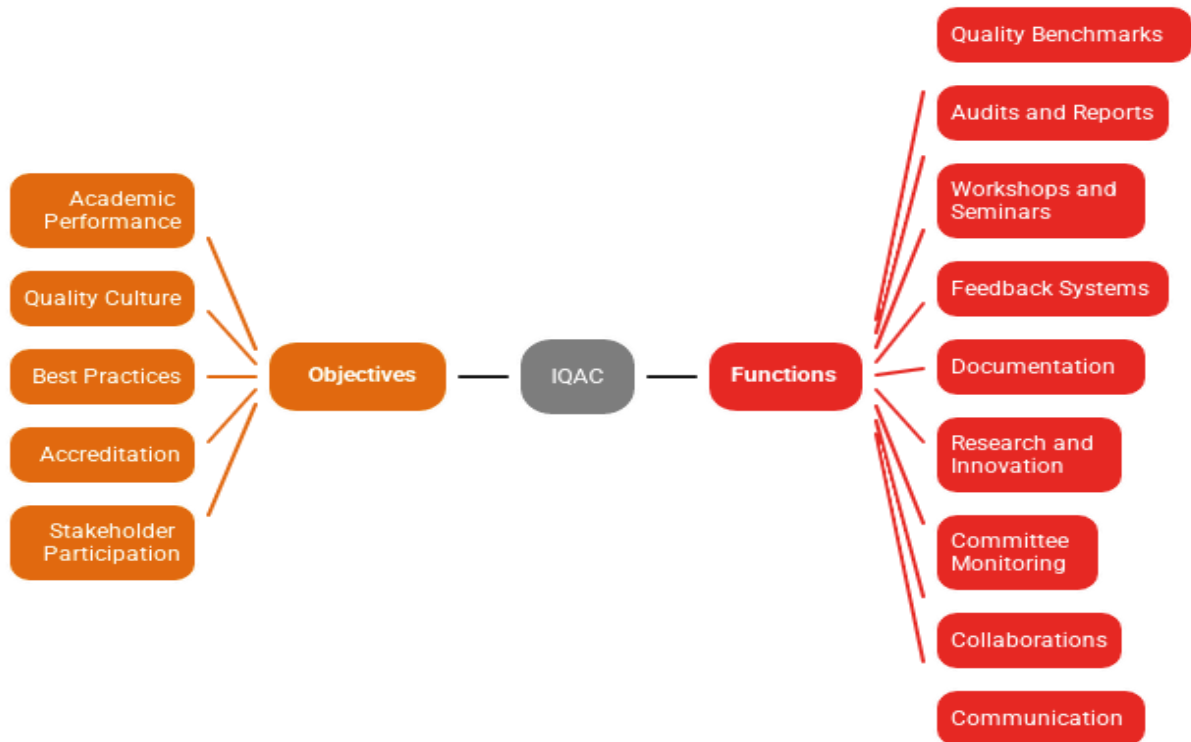 Academic
Performance
Quality Culture
Best Practices
Accreditation
Stakeholder
Participation
Objectives
IQAC
Functions
Quality Benchmarks
Audits and Reports
Workshops and
Seminars
Feedback Systems
Documentation
Research and
Innovation
Committee
Monitoring
Collaborations
Communication